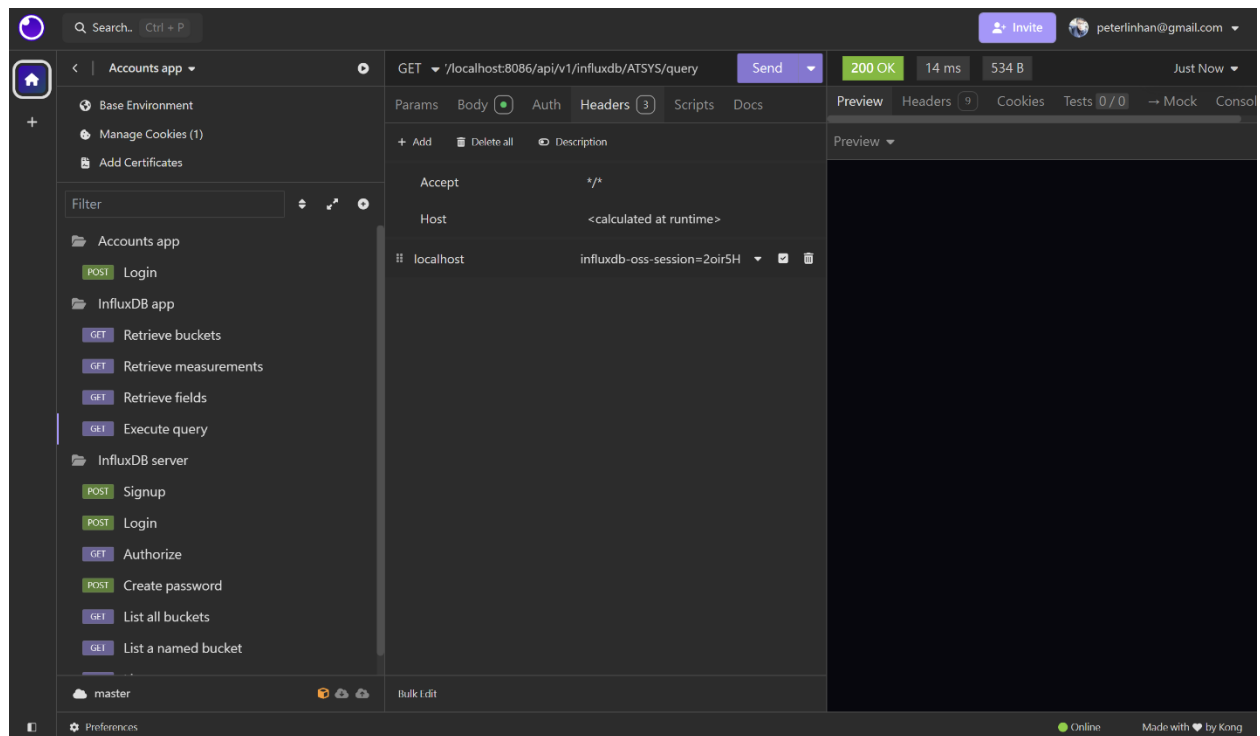 Search.. Ctrl + P
Invite
peterlinhan@gmail.com
Accounts app
Base Environment
Manage Cookies (1)
Add Certificates
Filter
Accounts app
POST Login
InfluxDB app
GET Retrieve buckets
GET Retrieve measurements
GET Retrieve fields
GET Execute query
InfluxDB server
POST Signup
POST Login
GET Authorize
POST Create password
GET List all buckets
GET List a named bucket
master
Preferences
GET /localhost:8086/api/v1/influxdb/ATSYS/query Send
Params Body Auth Headers 3 Scripts Docs
+ Add Delete all Description
Accept */*
Host <calculated at runtime>
localhost influxdb-oss-session=2oir5H
Bulk Edit
200 OK 14 ms 534 B Just Now
Preview Headers 9 Cookies Tests 0 / 0 → Mock Consol
Preview
Online Made with ♥ by Kong